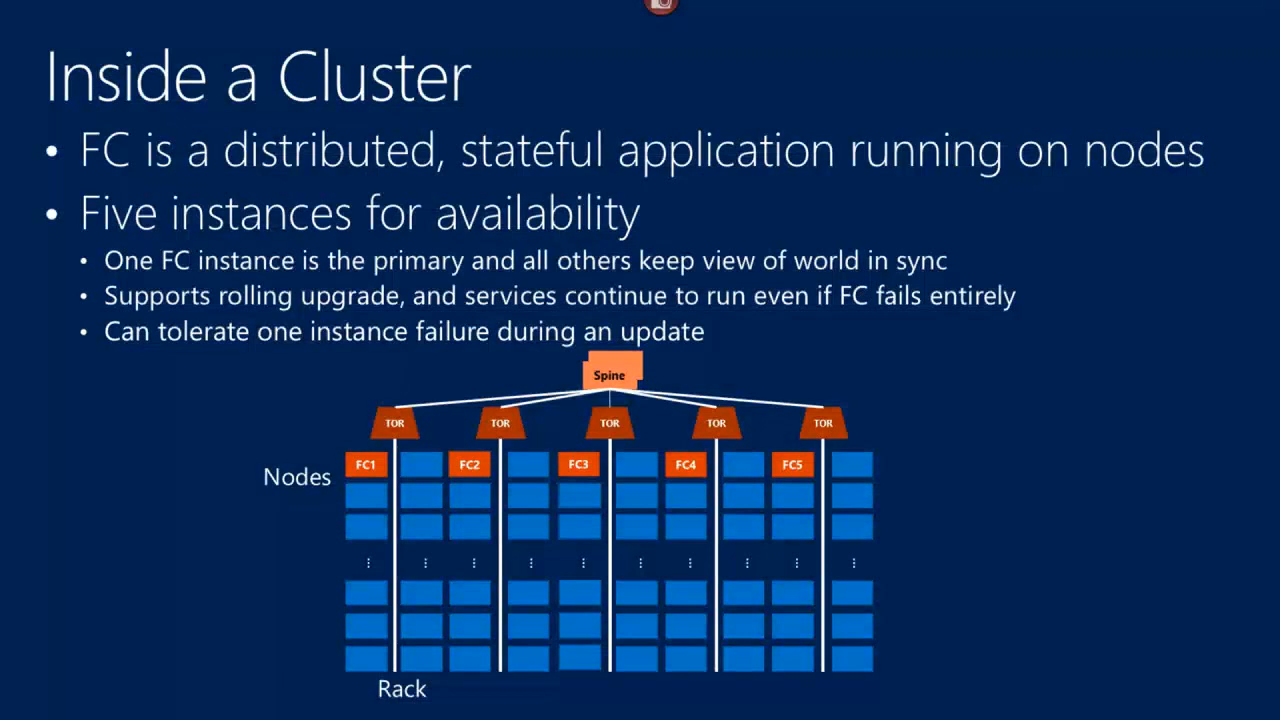 Inside a Cluster
• FC is a distributed, stateful application running on nodes
• Five instances for availability
• One FC instance is the primary and all others keep view of world in sync
• Supports rolling upgrade, and services continue to run even if FC fails entirely
• Can tolerate one instance failure during an update
Spine
TOR TOR TOR TOR TOR
FC1 FC2 FC3 FC4 FC5
Nodes
Rack